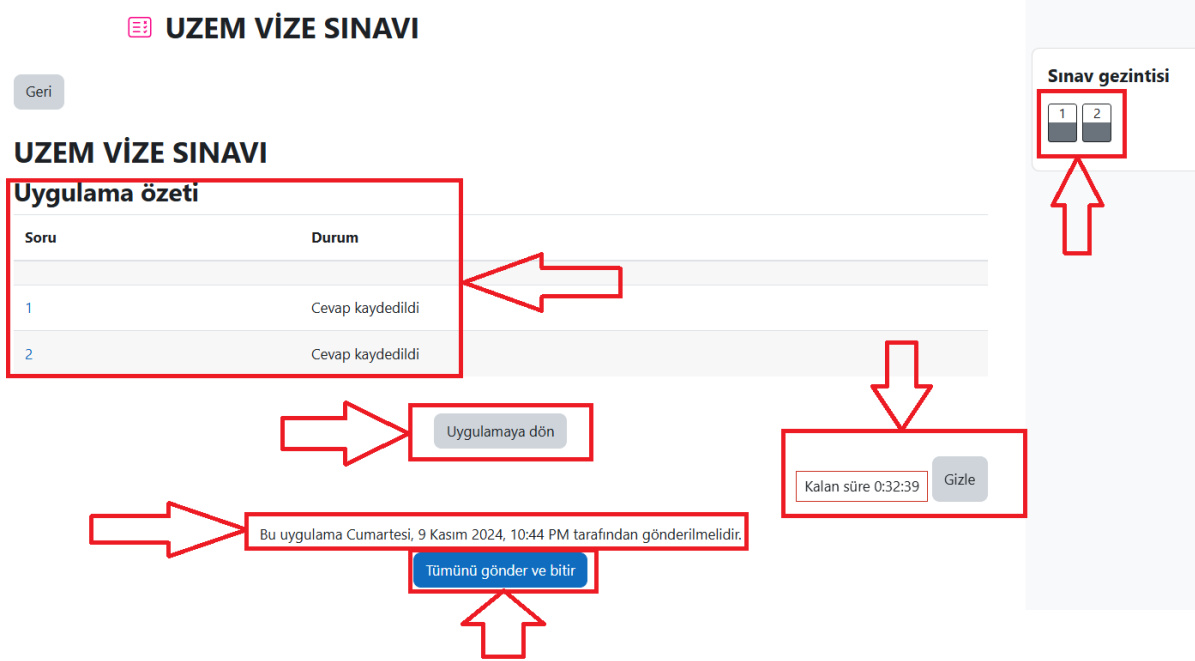 UZEM VİZE SINAVI
Geri
UZEM VİZE SINAVI
Uygulama özeti
Soru Durum
1 Cevap kaydedildi
2 Cevap kaydedildi
Uygulamaya dön
Kalan süre 0:32:39 Gizle
Bu uygulama Cumartesi, 9 Kasım 2024, 10:44 PM tarafından gönderilmelidir.
Tümünü gönder ve bitir
Sınav gezintisi
1 2